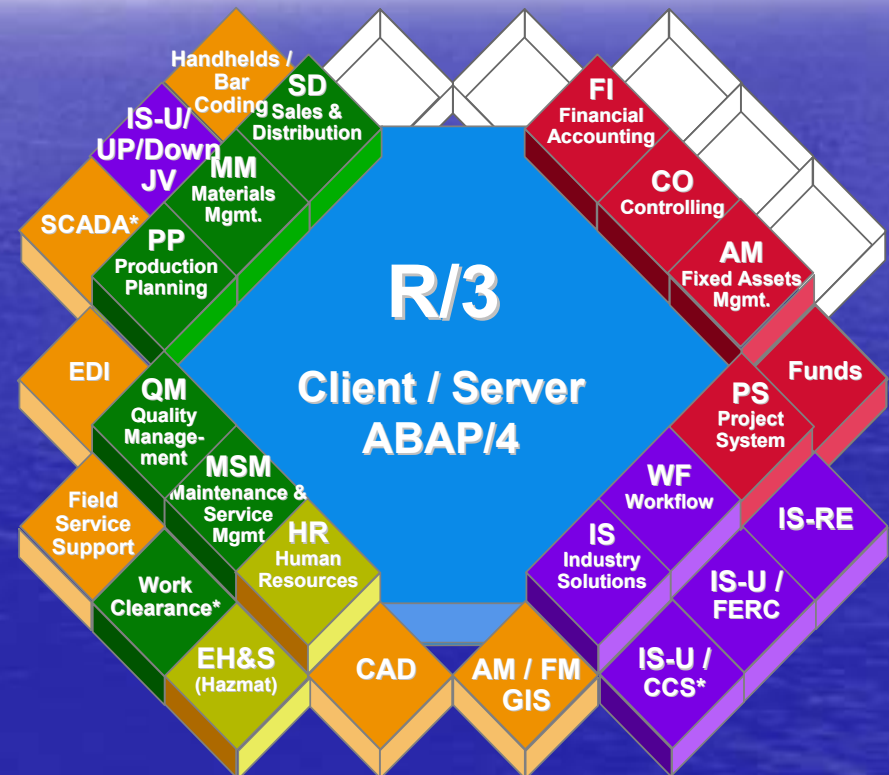 Handhelds /
Bar
Coding
SD
Sales &
Distribution
IS-U/
UP/Down
JV
MM
Materials
Mgmt.
SCADA*
PP
Production
Planning
FI
Financial
Accounting
CO
Controlling
AM
Fixed Assets
Mgmt.
R/3
Client / Server
ABAP/4
EDI
QM
Quality
Manage-
ment
MSM
Maintenance &
Service
Mgmt
HR
Human
Resources
Field
Service
Support
Work
Clearance*
EH&S
(Hazmat)
CAD
AM / FM
GIS
Funds
PS
Project
System
WF
Workflow
IS
Industry
Solutions
IS-RE
IS-U /
FERC
IS-U /
CCS*